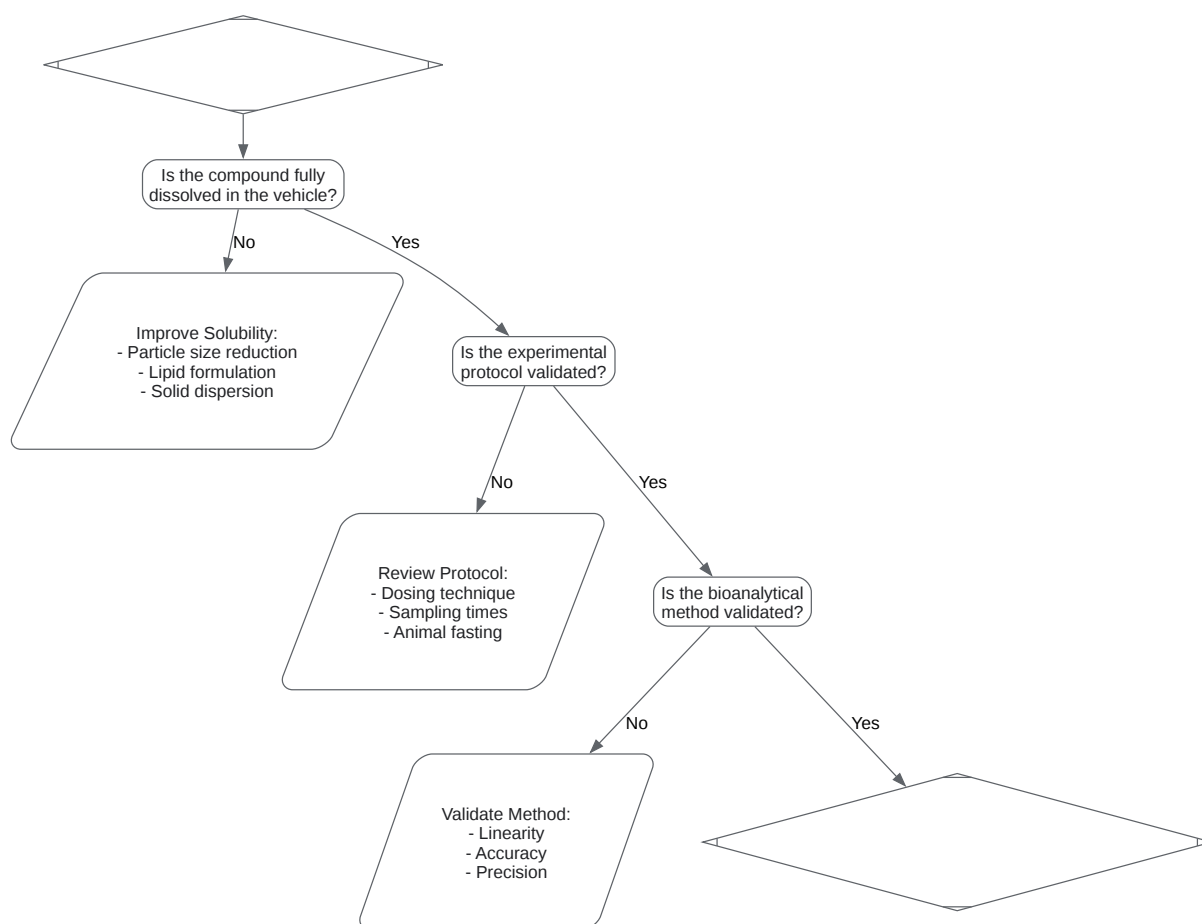 Is the compound fully
dissolved in the vehicle?
No
Yes
Improve Solubility:
- Particle size reduction
- Lipid formulation
- Solid dispersion
Is the experimental
protocol validated?
No
Yes
Review Protocol:
- Dosing technique
- Sampling times
- Animal fasting
Is the bioanalytical
method validated?
No
Yes
Validate Method:
- Linearity
- Accuracy
- Precision